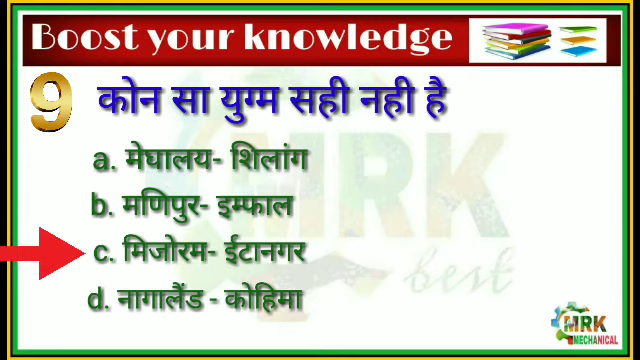 Boost your knowledge
9 कोन सा युग्म सही नही है
a. मेघालय- शिलांग
b. मणिपुर- इम्फाल
c. मिजोरम- ईटानगर
d. नागालैंड - कोहिमा
MRK
best
MRK
MECHANICAL